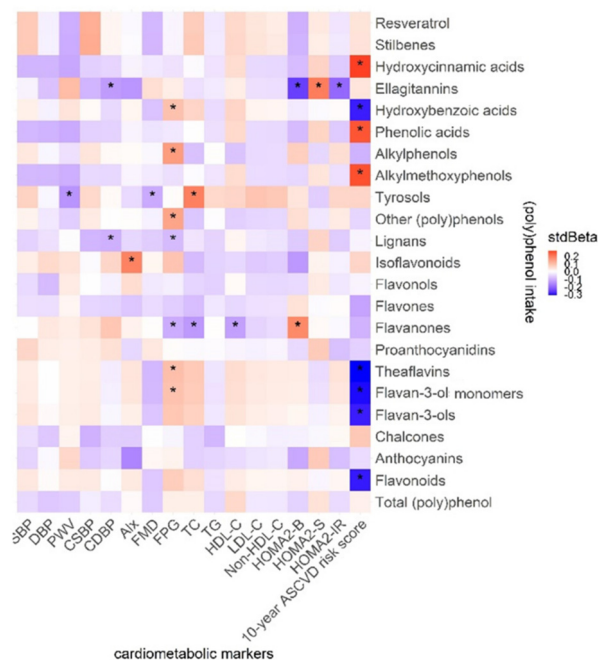 Resveratrol
Stilbenes
Hydroxycinnamic acids
*
Ellagitannins
* * * *
Hydroxybenzoic acids
* *
Phenolic acids
*
Alkylphenols
*
Alkylmethoxyphenols
*
Tyrosols
* * *
Other (poly)phenols
*
Lignans
* *
Isoflavonoids
*
Flavonols
Flavones
Flavanones
* * * *
Proanthocyanidins
Theaflavins
* *
Flavan-3-ol monomers
* *
Flavan-3-ols
*
Chalcones
Anthocyanins
Flavonoids
*
Total (poly)phenol
(poly)phenol intake
stdBeta
0.2
0.1
0.0
-0.1
-0.2
-0.3
SBP
DBP
PWV
CSBP
CDBP
AIx
FMD
FPG
TC
TG
HDL-C
LDL-C
Non-HDL-C
HOMA2-B
HOMA2-S
HOMA2-IR
10-year ASCVD risk score
cardiometabolic markers